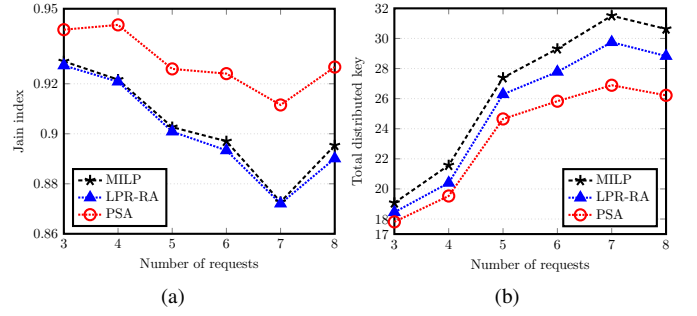 0.95
0.92
0.9
0.88
0.86
Jain index
MILP
LPR-RA
PSA
3 4 5 6 7 8
Number of requests
(a)
32
30
28
26
24
22
20
18
17
Total distributed key
MILP
LPR-RA
PSA
3 4 5 6 7 8
Number of requests
(b)